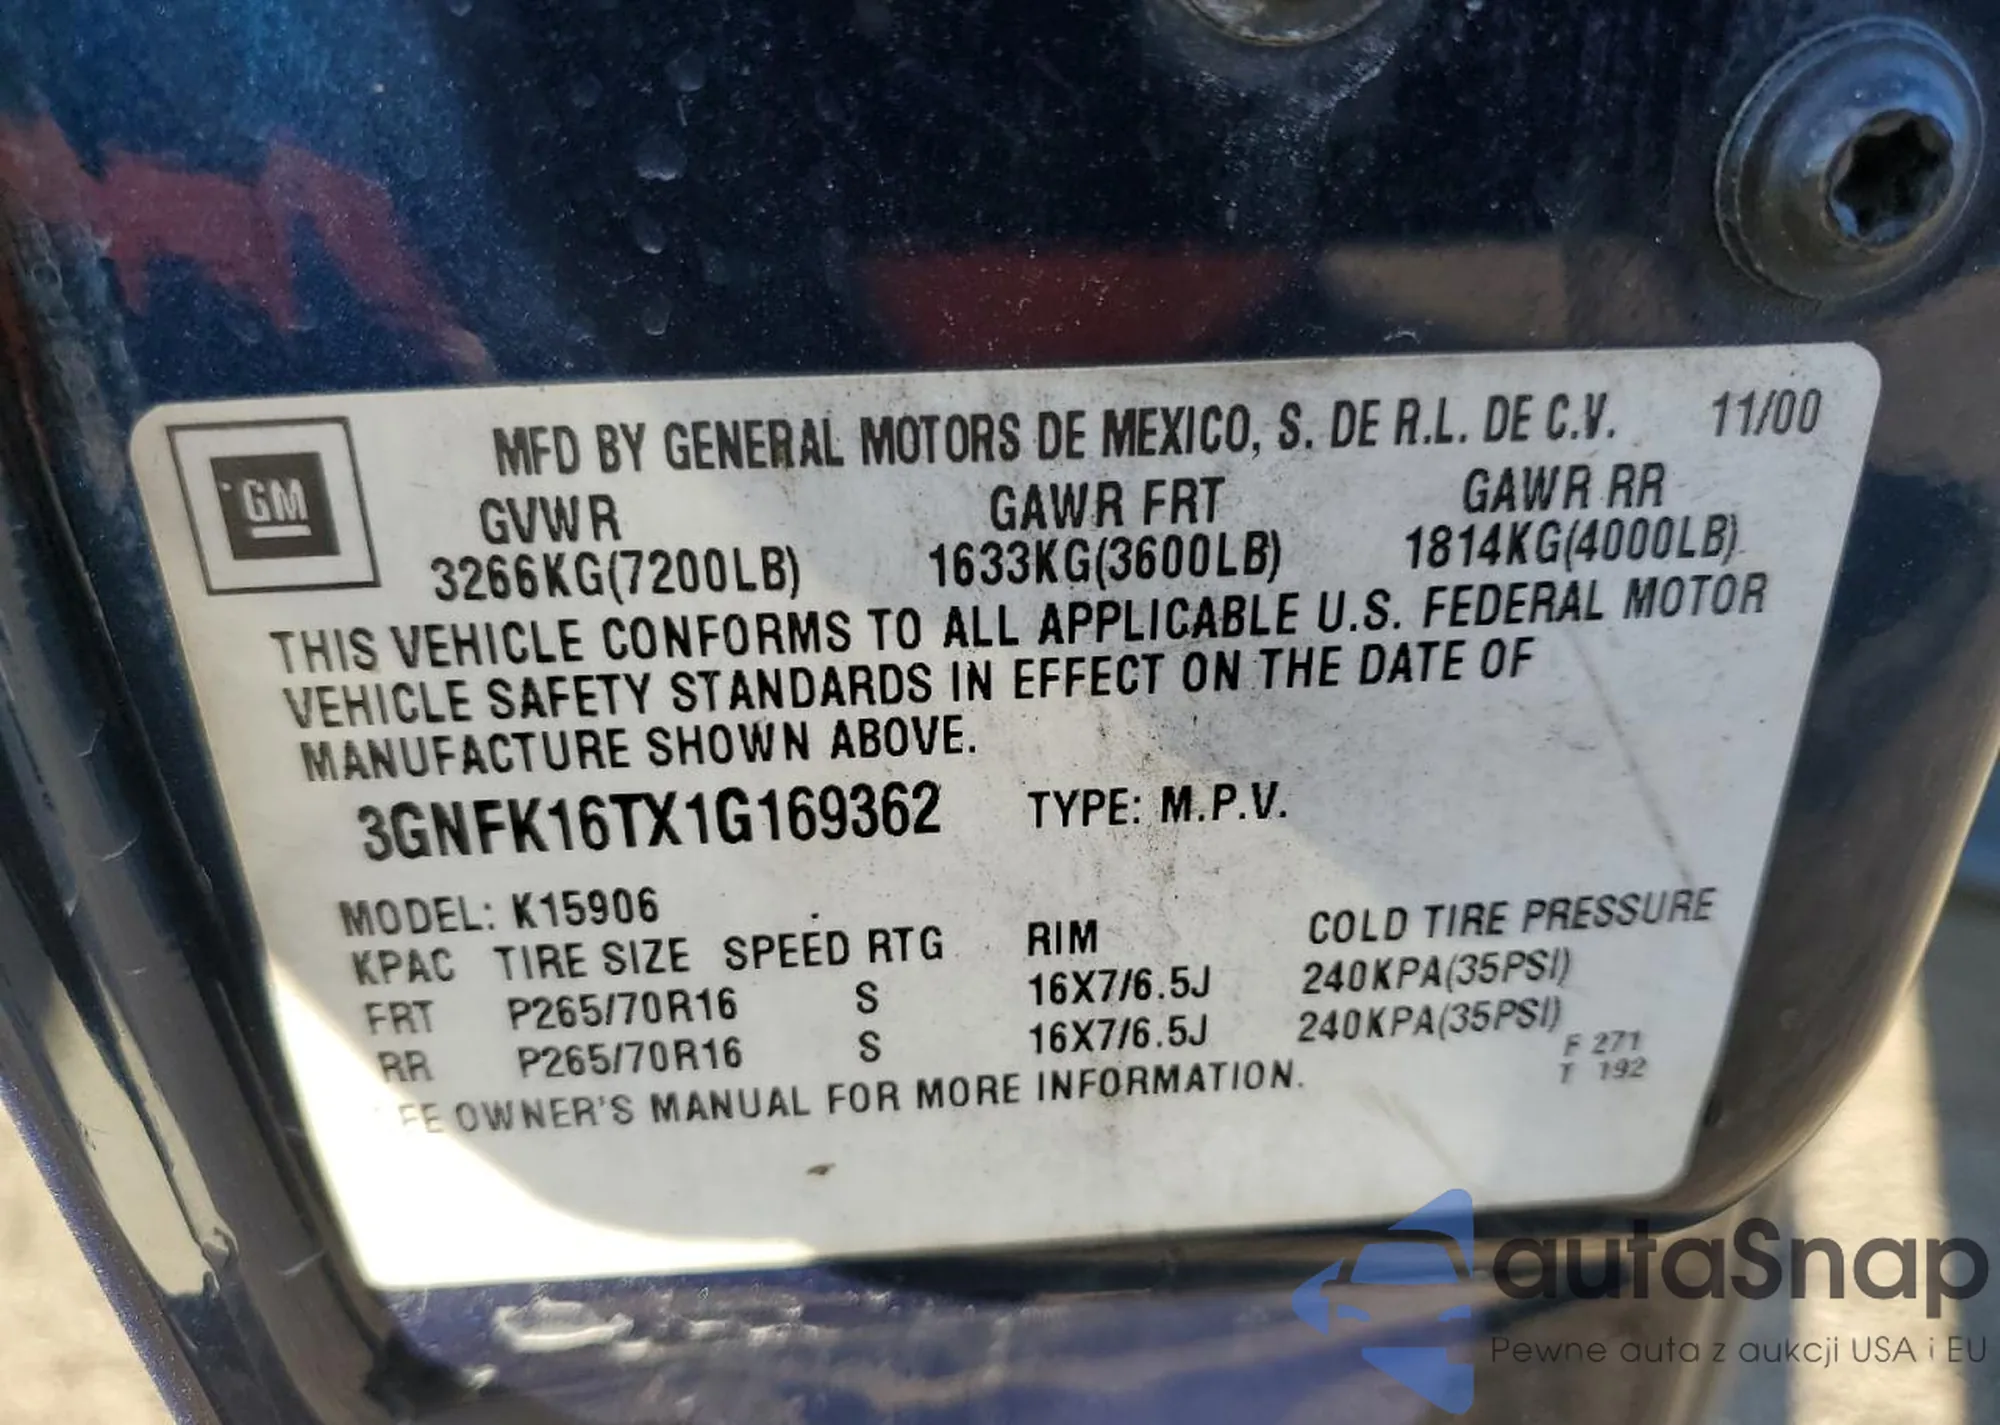 GM
MFD BY GENERAL MOTORS DE MEXICO, S. DE R.L. DE C.V. 11/00
GVWR GAWR FRT GAWR RR
3266KG(7200LB) 1633KG(3600LB) 1814KG(4000LB)
THIS VEHICLE CONFORMS TO ALL APPLICABLE U.S. FEDERAL MOTOR
VEHICLE SAFETY STANDARDS IN EFFECT ON THE DATE OF
MANUFACTURE SHOWN ABOVE.
3GNFK16TX1G169362 TYPE: M.P.V.
MODEL: K15906
KPAC TIRE SIZE SPEED RTG RIM COLD TIRE PRESSURE
FRT P265/70R16 S 16X7/6.5J 240KPA(35PSI)
RR P265/70R16 S 16X7/6.5J 240KPA(35PSI)
F 271
T 192
OWNER'S MANUAL FOR MORE INFORMATION.
autaSnap
Pewne auta z aukcji USA i EU